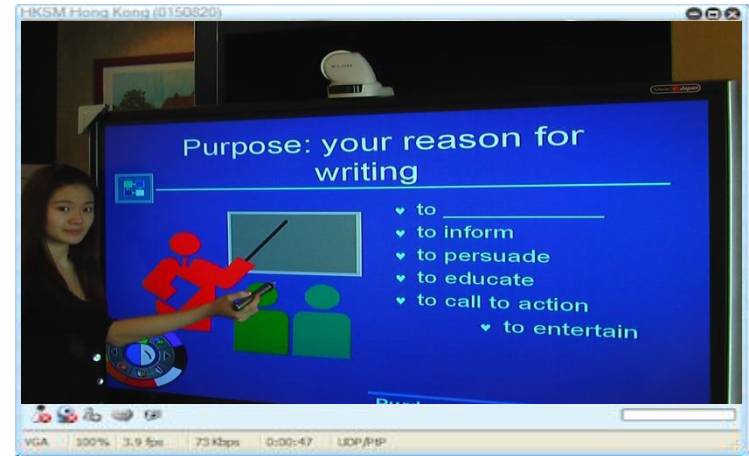 HKSM Hong Kong (0150820)
Purpose: your reason for
writing
to ____________
to inform
to persuade
to educate
to call to action
to entertain
VGA 100% 3.9 fps 73 Kbps 0:00:47 UDP/PtP